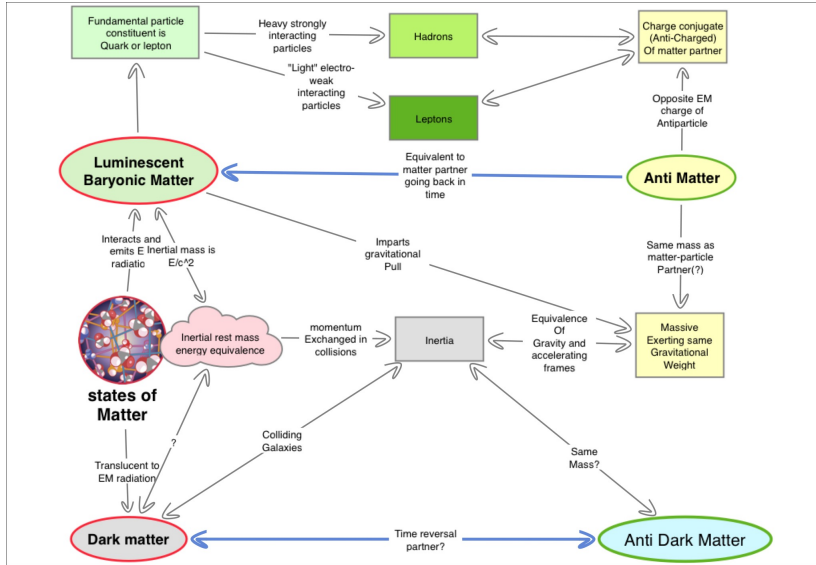 Fundamental particle
constituent is
Quark or lepton
Heavy strongly
interacting
particles
Hadrons
Charge conjugate
(Anti-Charged)
Of matter partner
"Light" electro-
weak
interacting
particles
Leptons
Opposite EM
charge of
Antiparticle
Luminescent
Baryonic Matter
Equivalent to
matter partner
going back in
time
Anti Matter
Interacts and
emits E
radiatio
Inertial mass is
E/c^2
Imparts
gravitational
Pull
Same mass as
matter-particle
Partner(?)
Inertial rest mass
energy equivalence
momentum
Exchanged in
collisions
Inertia
Equivalence
Of
Gravity and
accelerating
frames
Massive
Exerting same
Gravitational
Weight
states of
Matter
?
Colliding
Galaxies
Same
Mass?
Translucent to
EM radiation
Dark matter
Time reversal
partner?
Anti Dark Matter